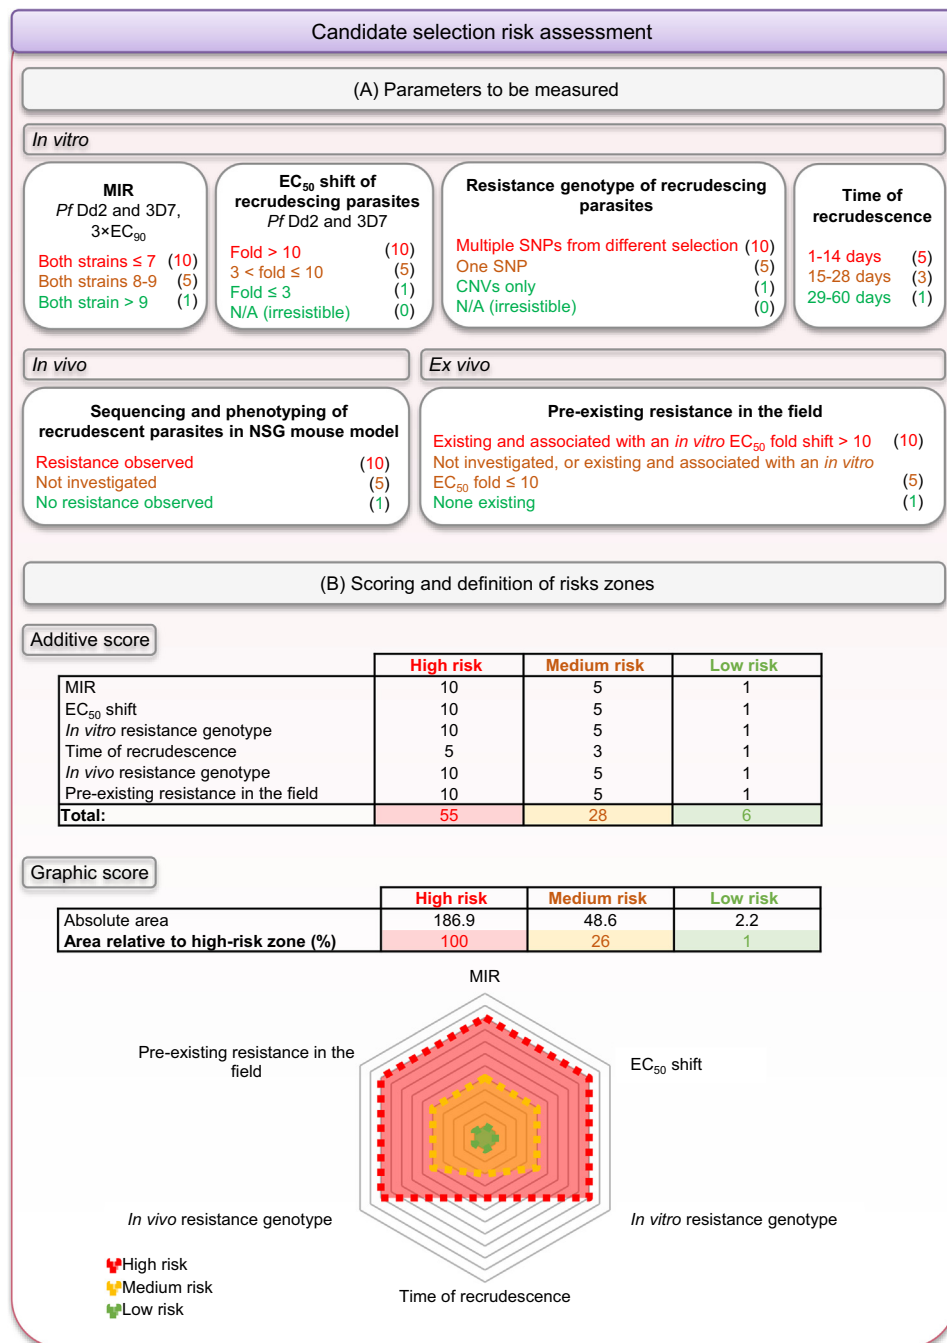 Candidate selection risk assessment
(A) Parameters to be measured
In vitro
MIR
Pf Dd2 and 3D7,
3×EC90
Both strains ≤ 7 (10)
Both strains 8-9 (5)
Both strain > 9 (1)
EC50 shift of
recrudescing parasites
Pf Dd2 and 3D7
Fold > 10 (10)
3 < fold ≤ 10 (5)
Fold ≤ 3 (1)
N/A (irresistible) (0)
Resistance genotype of recrudescing
parasites
Multiple SNPs from different selection (10)
One SNP (5)
CNVs only (1)
N/A (irresistible) (0)
Time of
recrudescence
1-14 days (5)
15-28 days (3)
29-60 days (1)
In vivo
Sequencing and phenotyping of
recrudescent parasites in NSG mouse model
Resistance observed (10)
Not investigated (5)
No resistance observed (1)
Ex vivo
Pre-existing resistance in the field
Existing and associated with an in vitro EC50 fold shift > 10 (10)
Not investigated, or existing and associated with an in vitro
EC50 fold ≤ 10 (5)
None existing (1)
(B) Scoring and definition of risks zones
Additive score
High risk Medium risk Low risk
MIR 10 5 1
EC50 shift 10 5 1
In vitro resistance genotype 10 5 1
Time of recrudescence 5 3 1
In vivo resistance genotype 10 5 1
Pre-existing resistance in the field 10 5 1
Total: 55 28 6
Graphic score
High risk Medium risk Low risk
Absolute area 186.9 48.6 2.2
Area relative to high-risk zone (%) 100 26 1
MIR
Pre-existing resistance in the
field
EC50 shift
In vivo resistance genotype
In vitro resistance genotype
Time of recrudescence
High risk
Medium risk
Low risk